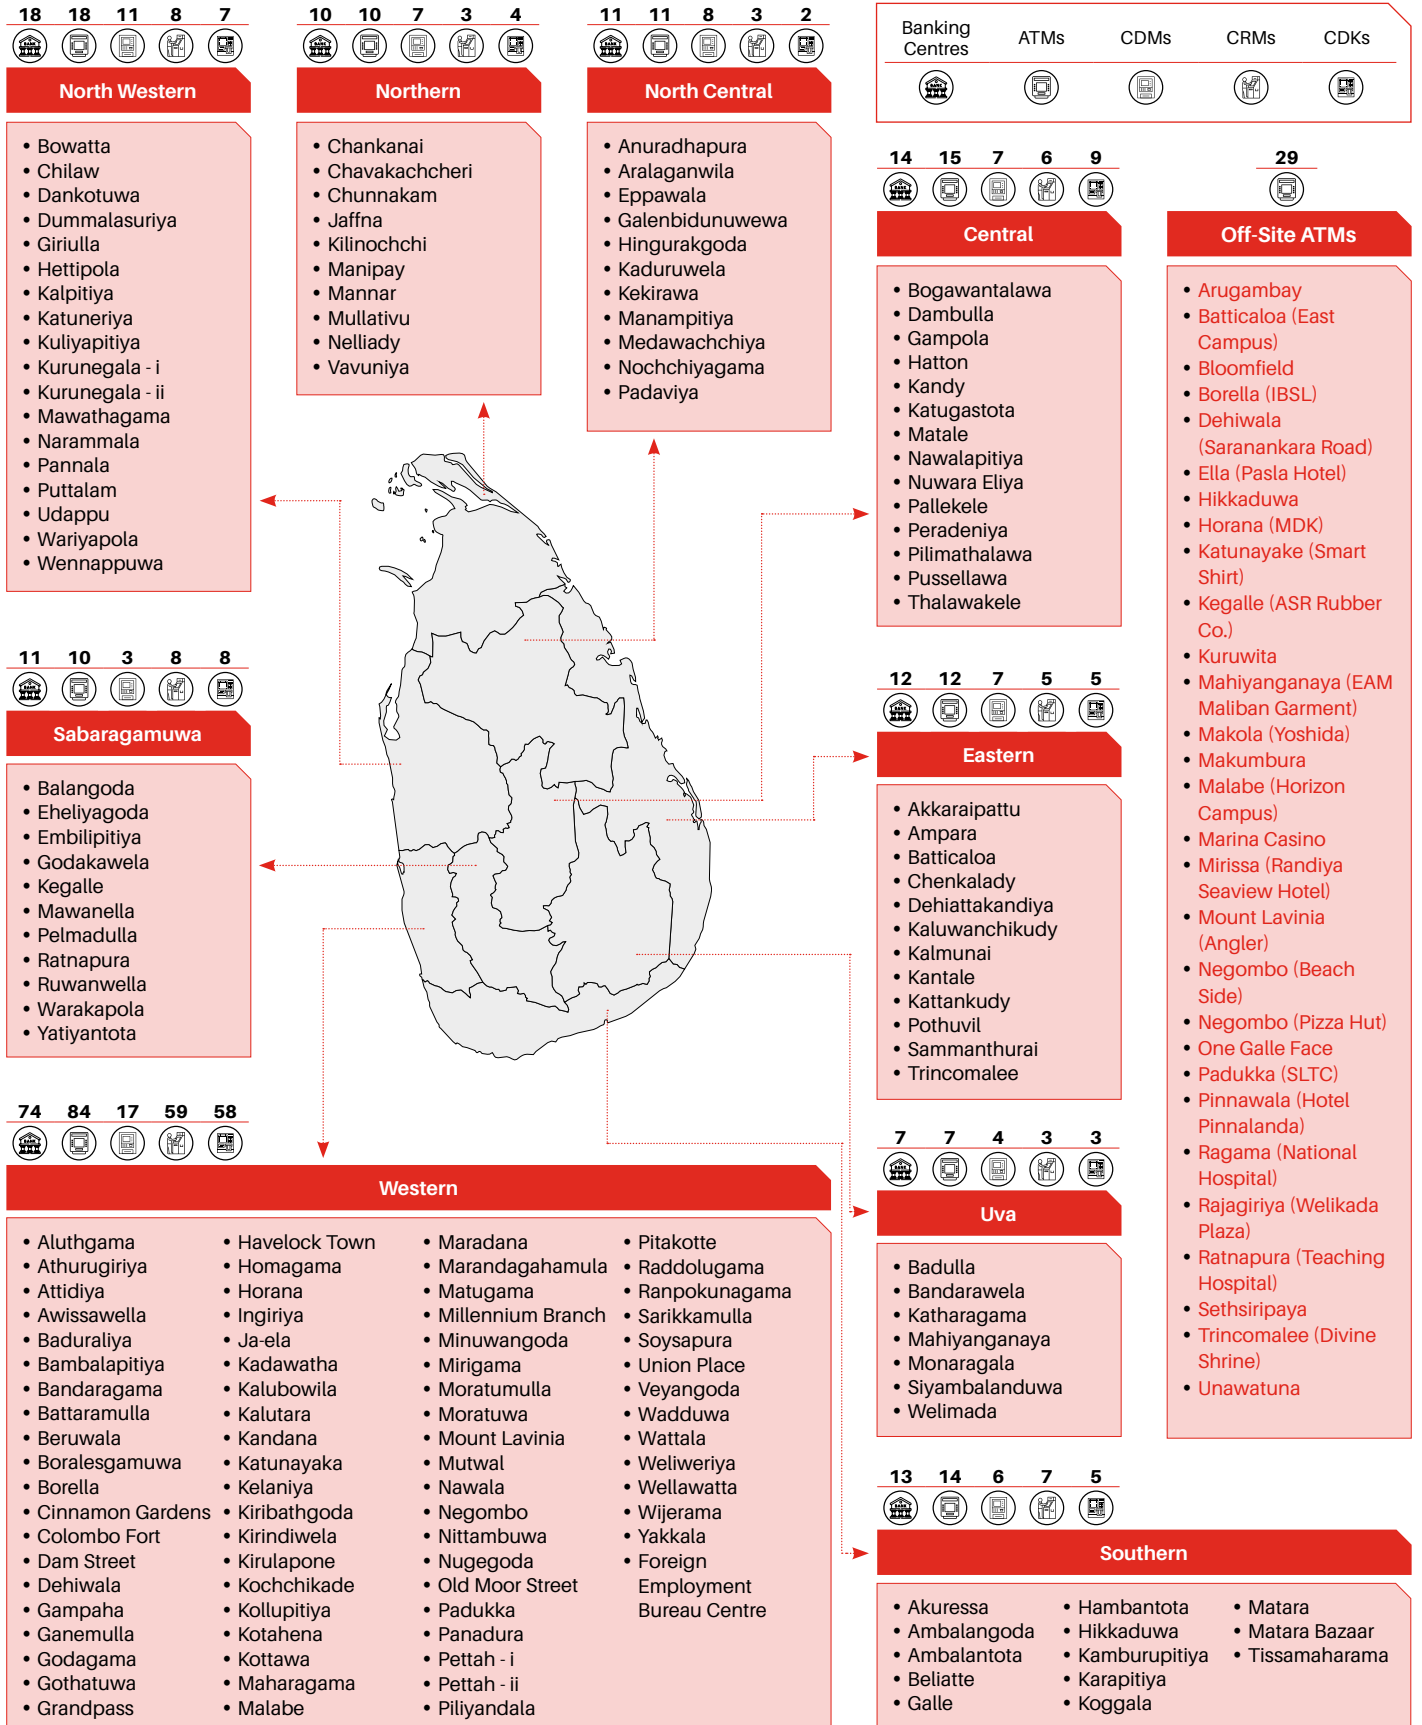 18 18 11 8 7
North Western
• Bowatta
• Chilaw
• Dankotuwa
• Dummalasuriya
• Giriulla
• Hettipola
• Kalpitiya
• Katuneriya
• Kuliyapitiya
• Kurunegala - i
• Kurunegala - ii
• Mawathagama
• Narammala
• Pannala
• Puttalam
• Udappu
• Wariyapola
• Wennappuwa
10 10 7 3 4
Northern
• Chankanai
• Chavakachcheri
• Chunnakam
• Jaffna
• Kilinochchi
• Manipay
• Mannar
• Mullativu
• Nelliady
• Vavuniya
11 11 8 3 2
North Central
• Anuradhapura
• Aralaganwila
• Eppawala
• Galenbidunuwewa
• Hingurakgoda
• Kaduruwela
• Kekirawa
• Manampitiya
• Medawachchiya
• Nochchiyagama
• Padaviya
Banking
Centres
ATMs
CDMs
CRMs
CDKs
14 15 7 6 9
Central
• Bogawantalawa
• Dambulla
• Gampola
• Hatton
• Kandy
• Katugastota
• Matale
• Nawalapitiya
• Nuwara Eliya
• Pallekele
• Peradeniya
• Pilimathalawa
• Pussellawa
• Thalawakele
29
Off-Site ATMs
• Arugambay
• Batticaloa (East
Campus)
• Bloomfield
• Borella (IBSL)
• Dehiwala
(Saranankara Road)
• Ella (Pasla Hotel)
• Hikkaduwa
• Horana (MDK)
• Katunayake (Smart
Shirt)
• Kegalle (ASR Rubber
Co.)
• Kuruwita
• Mahiyanganaya (EAM
Maliban Garment)
• Makola (Yoshida)
• Makumbura
• Malabe (Horizon
Campus)
• Marina Casino
• Mirissa (Randiya
Seaview Hotel)
• Mount Lavinia
(Angler)
• Negombo (Beach
Side)
• Negombo (Pizza Hut)
• One Galle Face
• Padukka (SLTC)
• Pinnawala (Hotel
Pinnalanda)
• Ragama (National
Hospital)
• Rajagiriya (Welikada
Plaza)
• Ratnapura (Teaching
Hospital)
• Sethsiripaya
• Trincomalee (Divine
Shrine)
• Unawatuna
11 10 3 8 8
Sabaragamuwa
• Balangoda
• Eheliyagoda
• Embilipitiya
• Godakawela
• Kegalle
• Mawanella
• Pelmadulla
• Ratnapura
• Ruwanwella
• Warakapola
• Yatiyantota
12 12 7 5 5
Eastern
• Akkaraipattu
• Ampara
• Batticaloa
• Chenkalady
• Dehiattakandiya
• Kaluwanchikudy
• Kalmunai
• Kantale
• Kattankudy
• Pothuvil
• Sammanthurai
• Trincomalee
74 84 17 59 58
Western
• Aluthgama
• Athurugiriya
• Attidiya
• Awissawella
• Baduraliya
• Bambalapitiya
• Bandaragama
• Battaramulla
• Beruwala
• Boralesgamuwa
• Borella
• Cinnamon Gardens
• Colombo Fort
• Dam Street
• Dehiwala
• Gampaha
• Ganemulla
• Godagama
• Gothatuwa
• Grandpass
• Havelock Town
• Homagama
• Horana
• Ingiriya
• Ja-ela
• Kadawatha
• Kalubowila
• Kalutara
• Kandana
• Katunayaka
• Kelaniya
• Kiribathgoda
• Kirindiwela
• Kirulapone
• Kochchikade
• Kollupitiya
• Kotahena
• Kottawa
• Maharagama
• Malabe
• Maradana
• Marandagahamula
• Matugama
• Millennium Branch
• Minuwangoda
• Mirigama
• Moratumulla
• Moratuwa
• Mount Lavinia
• Mutwal
• Nawala
• Negombo
• Nittambuwa
• Nugegoda
• Old Moor Street
• Padukka
• Panadura
• Pettah - i
• Pettah - ii
• Piliyandala
• Pitakotte
• Raddolugama
• Ranpokunagama
• Sarikkamulla
• Soysapura
• Union Place
• Veyangoda
• Wadduwa
• Wattala
• Weliweriya
• Wellawatta
• Wijerama
• Yakkala
• Foreign
Employment
Bureau Centre
7 7 4 3 3
Uva
• Badulla
• Bandarawela
• Katharagama
• Mahiyanganaya
• Monaragala
• Siyambalanduwa
• Welimada
13 14 6 7 5
Southern
• Akuressa
• Ambalangoda
• Ambalantota
• Beliatte
• Galle
• Hambantota
• Hikkaduwa
• Kamburupitiya
• Karapitiya
• Koggala
• Matara
• Matara Bazaar
• Tissamaharama